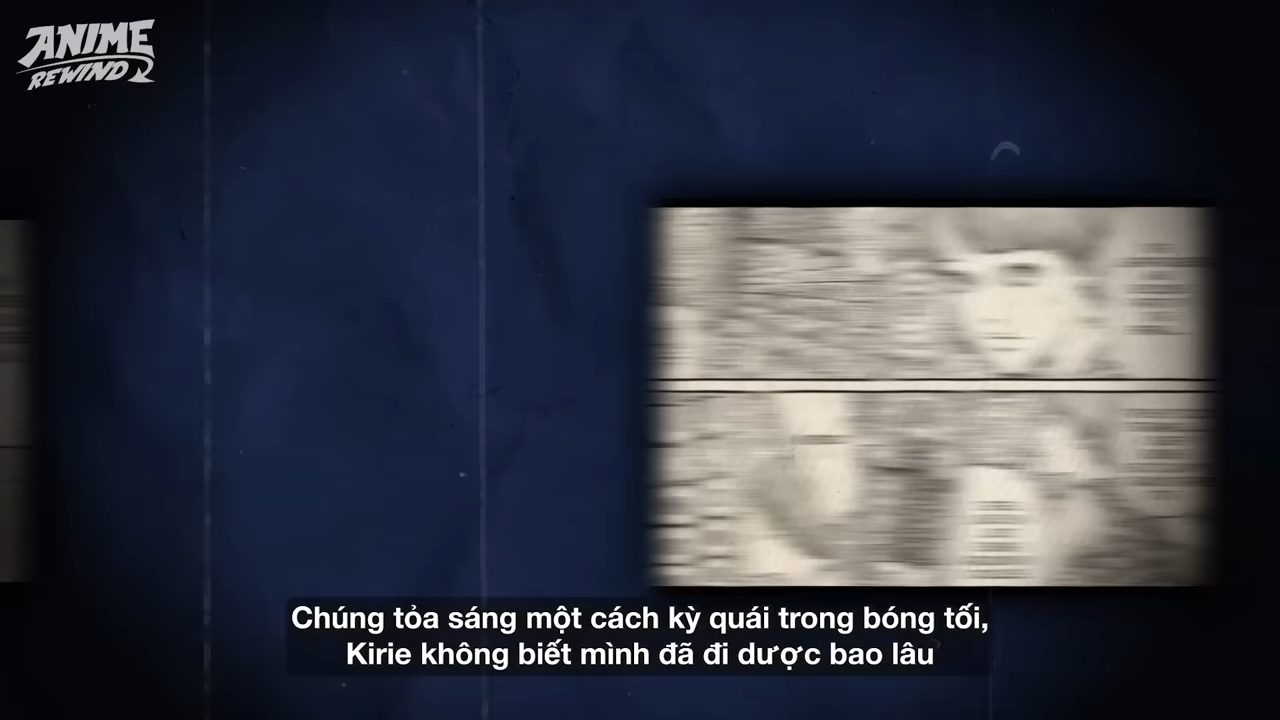 ANIME
REWIND
Chúng tỏa sáng một cách kỳ quái trong bóng tối,
Kirie không biết mình đã đi dược bao lâu